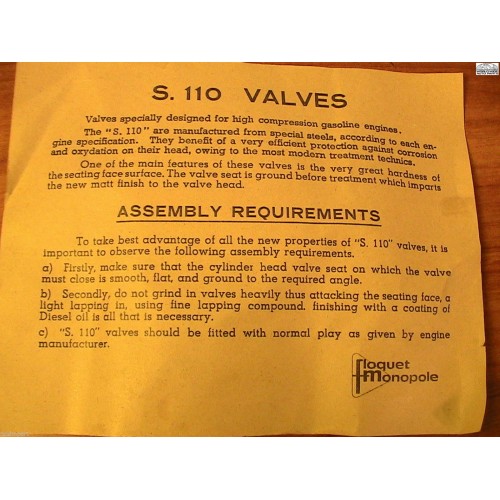 S. 110 VALVES
Valves specially designed for high compression gasoline engines.
The "S. 110" are manufactured from special steels, according to each en-
gine specification. They benefit of a very efficient protection against corrosion
and oxydation on their head, owing to the most modern treatment technics.
One of the main features of these valves is the very great hardness of
the seating face surface. The valve seat is ground before treatment which imparts
the new matt finish to the valve head.
ASSEMBLY REQUIREMENTS
To take best advantage of all the new properties of "S. 110" valves, it is
important to observe the following assembly requirements.
a) Firstly, make sure that the cylinder head valve seat on which the valve
must close is smooth, flat, and ground to the required angle.
b) Secondly, do not grind in valves heavily thus attacking the seating face, a
light lapping in, using fine lapping compound. finishing with a coating of
Diesel oil is all that is necessary.
c) "S. 110" valves should be fitted with normal play as given by engine
manufacturer.
floquet
monopole